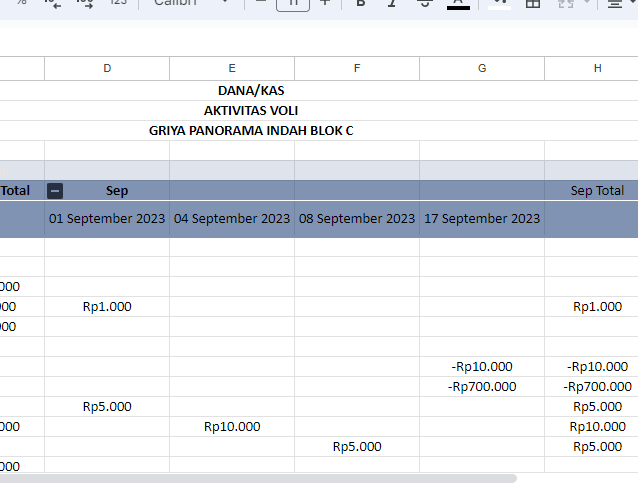 123 Calibri 11 B I A
D E F G H
DANA/KAS
AKTIVITAS VOLI
GRIYA PANORAMA INDAH BLOK C
Total Sep Sep Total
01 September 2023 04 September 2023 08 September 2023 17 September 2023
000
000 Rp1.000 Rp1.000
000
-Rp10.000 -Rp10.000
-Rp700.000 -Rp700.000
Rp5.000 Rp5.000
000 Rp10.000 Rp10.000
Rp5.000 Rp5.000
000